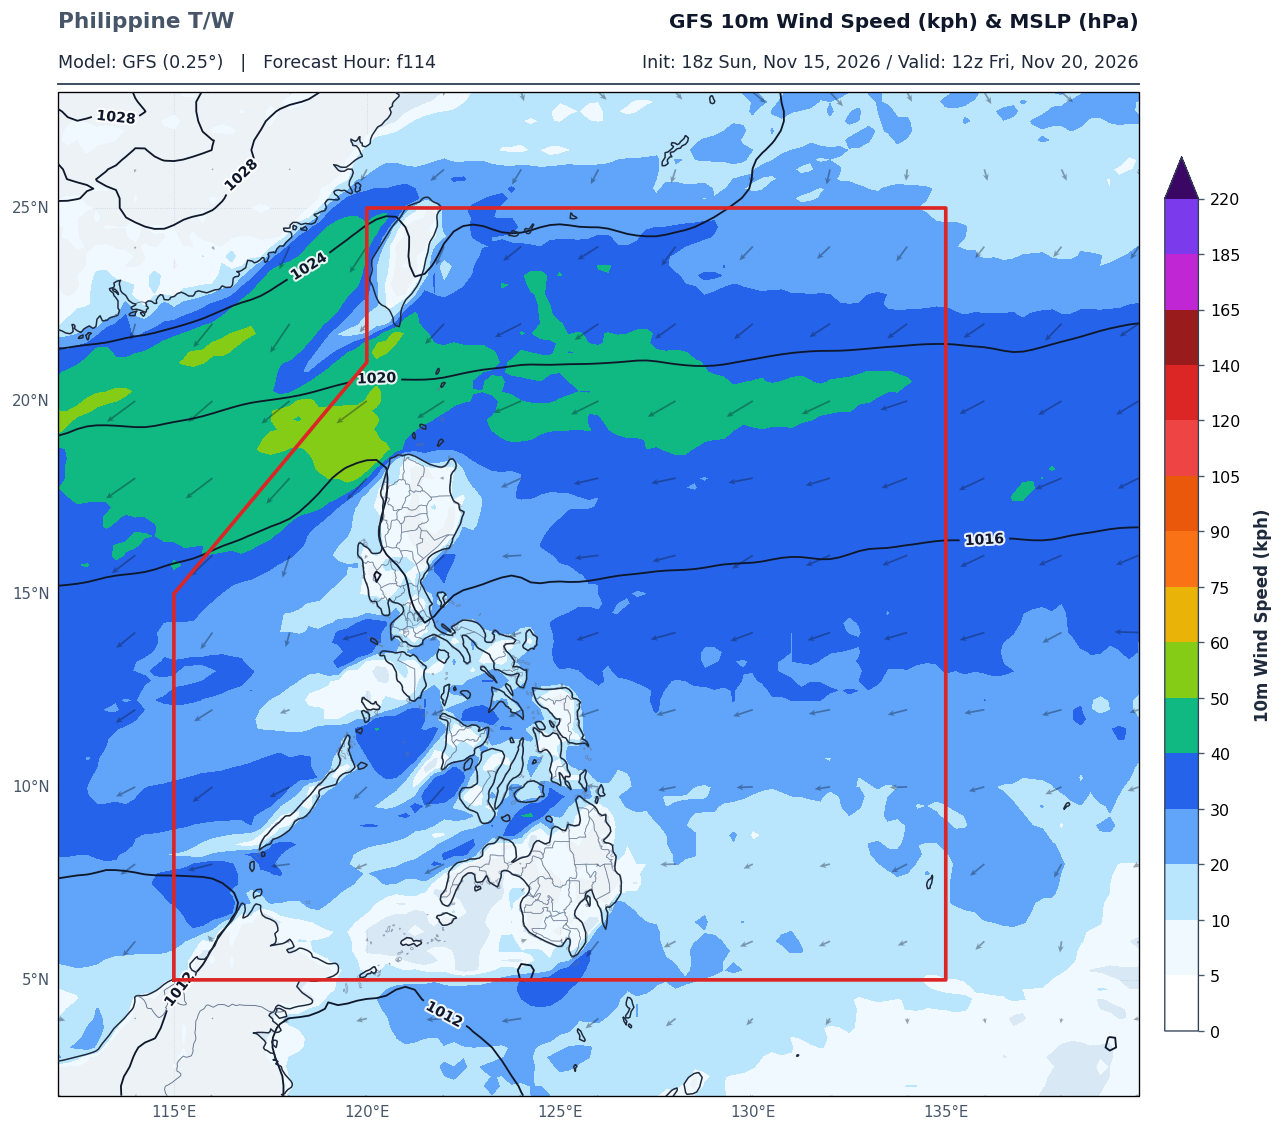 Philippine T/W
GFS 10m Wind Speed (kph) & MSLP (hPa)
Model: GFS (0.25°) | Forecast Hour: f114
Init: 18z Sun, Nov 15, 2026 / Valid: 12z Fri, Nov 20, 2026
1028
1028
1024
1020
1016
1012
1012
25°N
20°N
15°N
10°N
5°N
115°E
120°E
125°E
130°E
135°E
220
185
165
140
120
105
90
75
60
50
40
30
20
10
5
0
10m Wind Speed (kph)